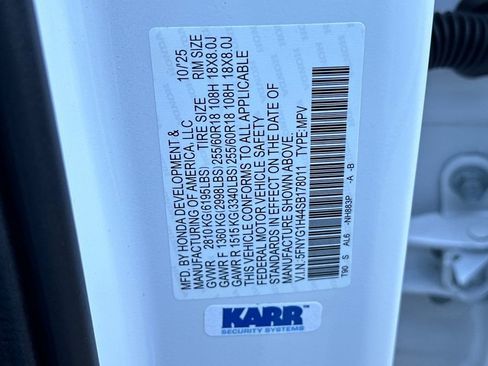 MFD. BY HONDA DEVELOPMENT & 10/'25
MANUFACTURING OF AMERICA, LLC
TIRE SIZE RIM SIZE
GVWR 2810 KG(6195LBS)
GAWR F 1360 KG(2998LBS) 255/60R18 108H 18X8.0J
GAWR R 1515 KG(3340LBS) 255/60R18 108H 18X8.0J
THIS VEHICLE CONFORMS TO ALL APPLICABLE
FEDERAL MOTOR VEHICLE SAFETY
STANDARDS IN EFFECT ON THE DATE OF
MANUFACTURE SHOWN ABOVE.
V.I.N.:5FNYG1H44SB178011 TYPE:MPV
T90 S AL6 -NH883P -A -B
KARR
SECURITY SYSTEMS